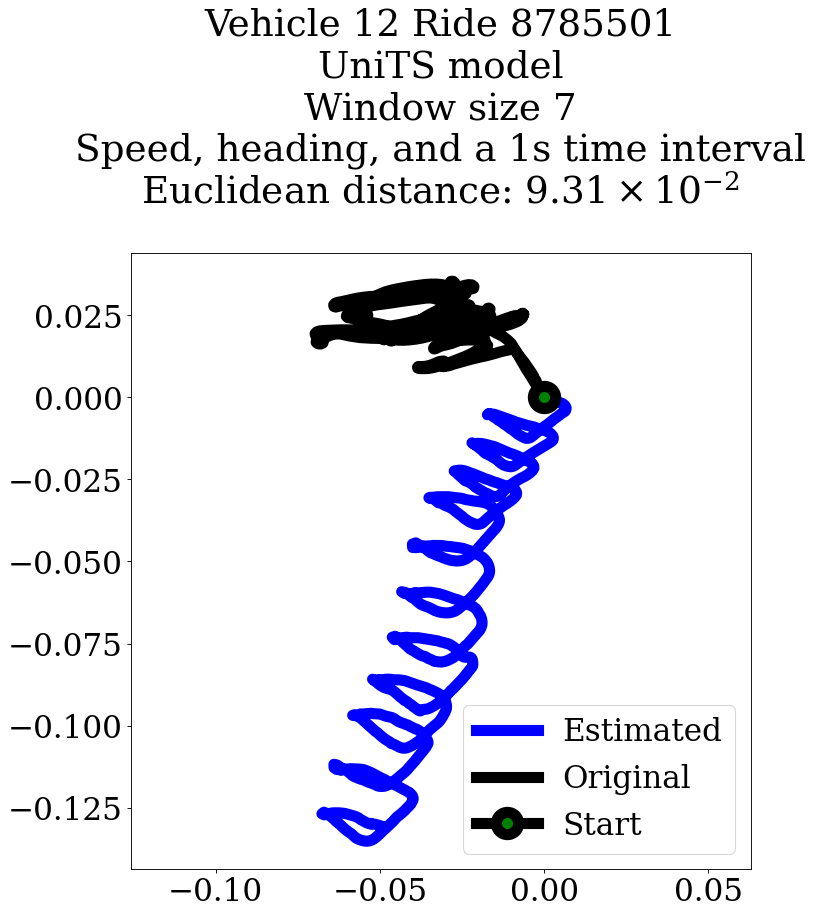 Vehicle 12 Ride 8785501
UniTS model
Window size 7
Speed, heading, and a 1s time interval
Euclidean distance: 9.31 × 10⁻²
0.025
0.000
−0.025
−0.050
−0.075
−0.100
−0.125
Estimated
Original
Start
−0.10
−0.05
0.00
0.05